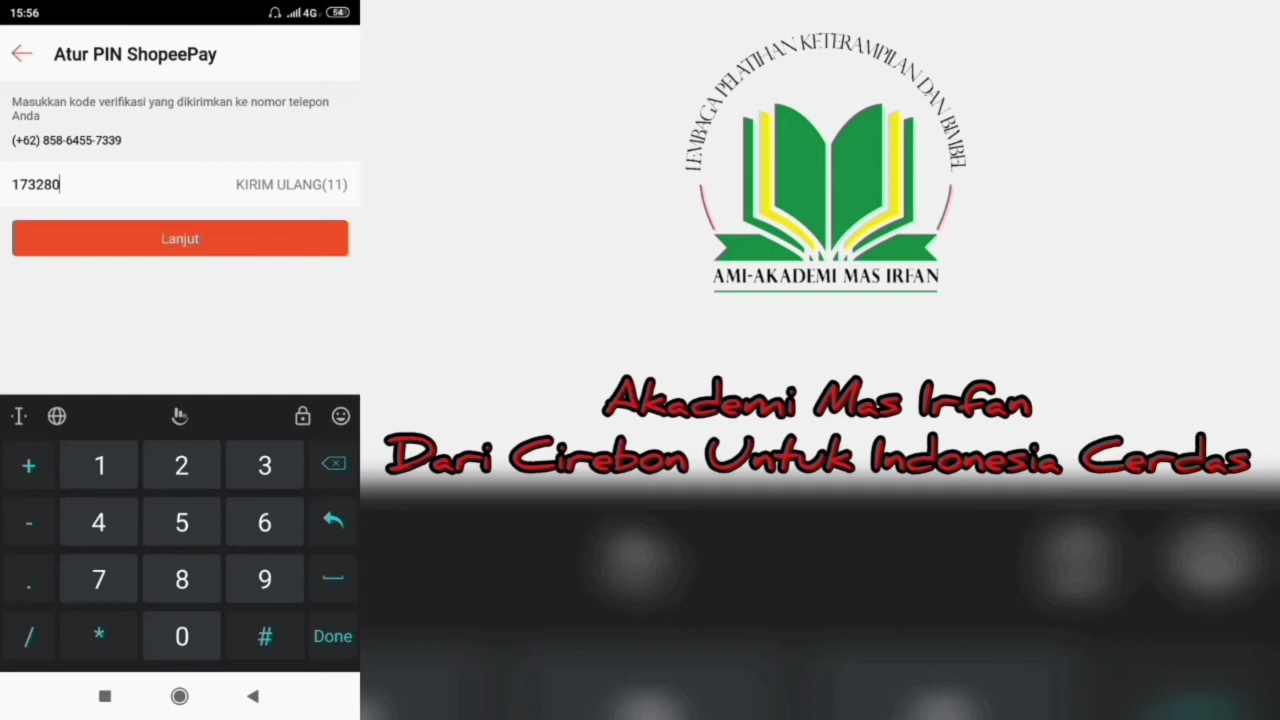 15:56
4G
54
Atur PIN ShopeePay
Masukkan kode verifikasi yang dikirimkan ke nomor telepon
Anda
(+62) 858-6455-7339
173280
KIRIM ULANG(11)
Lanjut
+ 1 2 3
- 4 5 6
. 7 8 9
/ * 0 # Done
LEMBAGA PELATIHAN KETERAMPILAN DAN BIMBEL
AMI-AKADEMI MAS IRFAN
Akademi Mas Irfan
Dari Cirebon Untuk Indonesia Cerdas